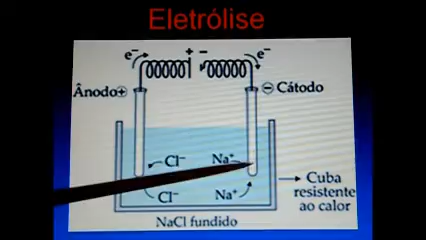 Eletrólise
e⁻ + − e⁻
Ânodo + − Cátodo
Cl⁻ Na⁺
Cl⁻ Na⁺
Cuba
resistente
ao calor
NaCl fundido